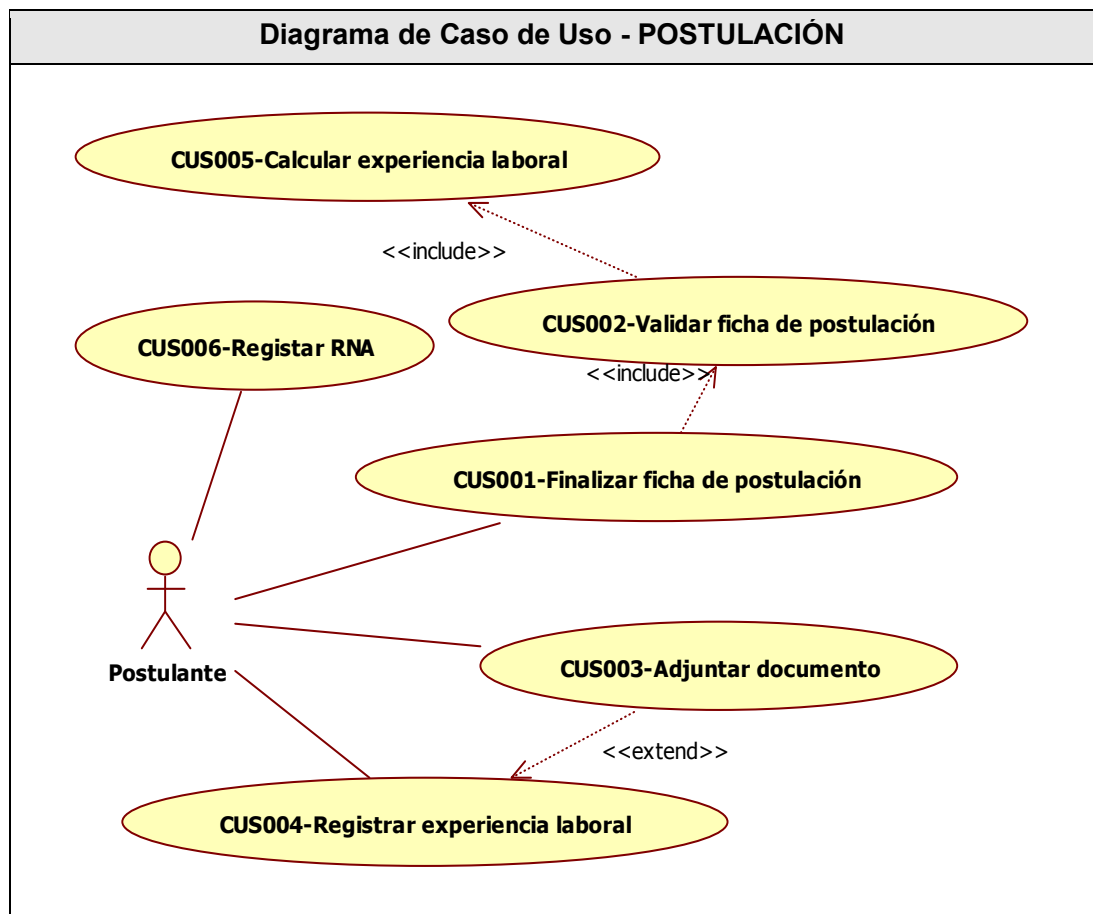 Diagrama de Caso de Uso - POSTULACIÓN
CUS005-Calcular experiencia laboral
<<include>>
CUS002-Validar ficha de postulación
CUS006-Registar RNA
<<include>>
CUS001-Finalizar ficha de postulación
Postulante
CUS003-Adjuntar documento
<<extend>>
CUS004-Registrar experiencia laboral